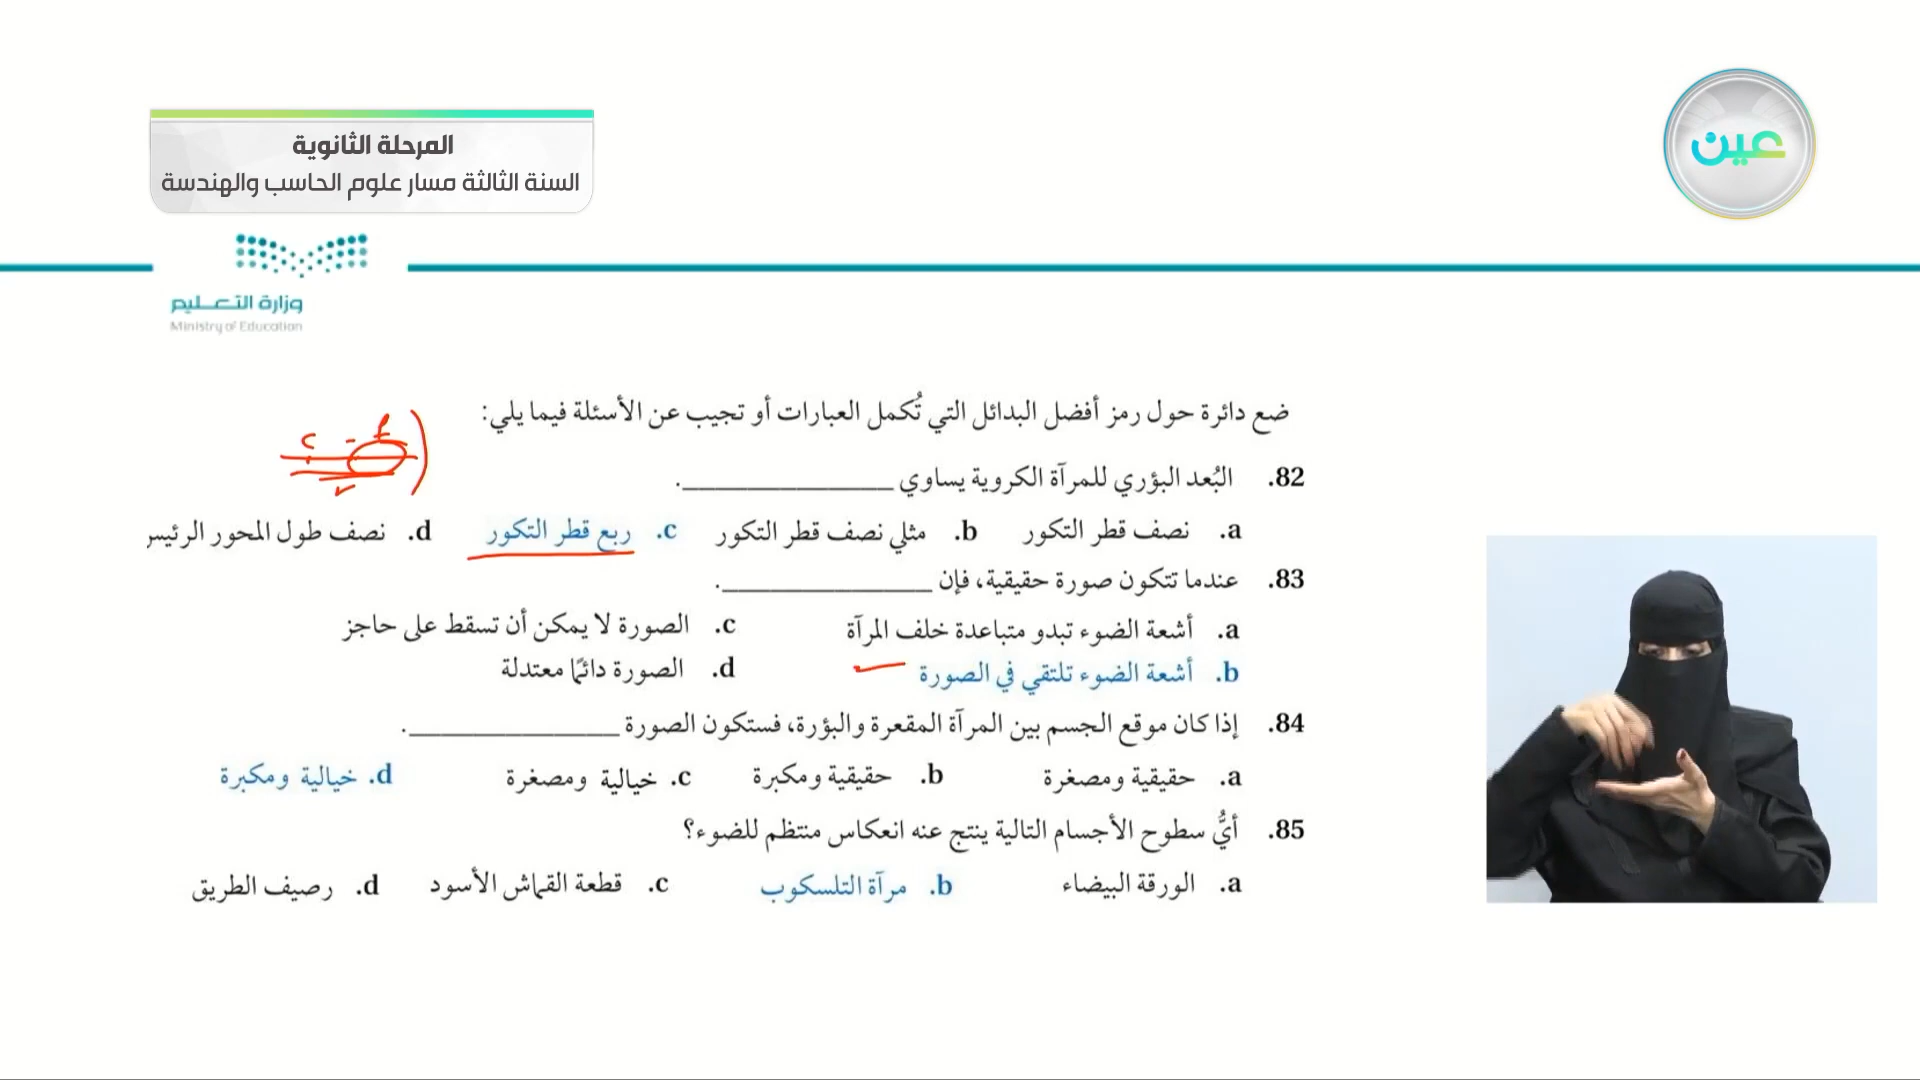 المرحلة الثانوية
السنة الثالثة مسار علوم الحاسب والهندسة
عين
وزارة التعليم
Ministry of Education
ضع دائرة حول رمز أفضل البدائل التي تُكمل العبارات أو تجيب عن الأسئلة فيما يلي:
c - f
r
82. البُعد البؤري للمرآة الكروية يساوي ______________.
a. نصف قطر التكور b. مثلي نصف قطر التكور c. ربع قطر التكور d. نصف طول المحور الرئيس
83. عندما تتكون صورة حقيقية، فإن ______________.
a. أشعة الضوء تبدو متباعدة خلف المرآة c. الصورة لا يمكن أن تسقط على حاجز
b. أشعة الضوء تلتقي في الصورة d. الصورة دائمًا معتدلة
84. إذا كان موقع الجسم بين المرآة المقعرة والبؤرة، فستكون الصورة ______________.
a. حقيقية ومصغرة b. حقيقية ومكبرة c. خيالية ومصغرة d. خيالية ومكبرة
85. أيُّ سطوح الأجسام التالية ينتج عنه انعكاس منتظم للضوء؟
a. الورقة البيضاء b. مرآة التلسكوب c. قطعة القماش الأسود d. رصيف الطريق